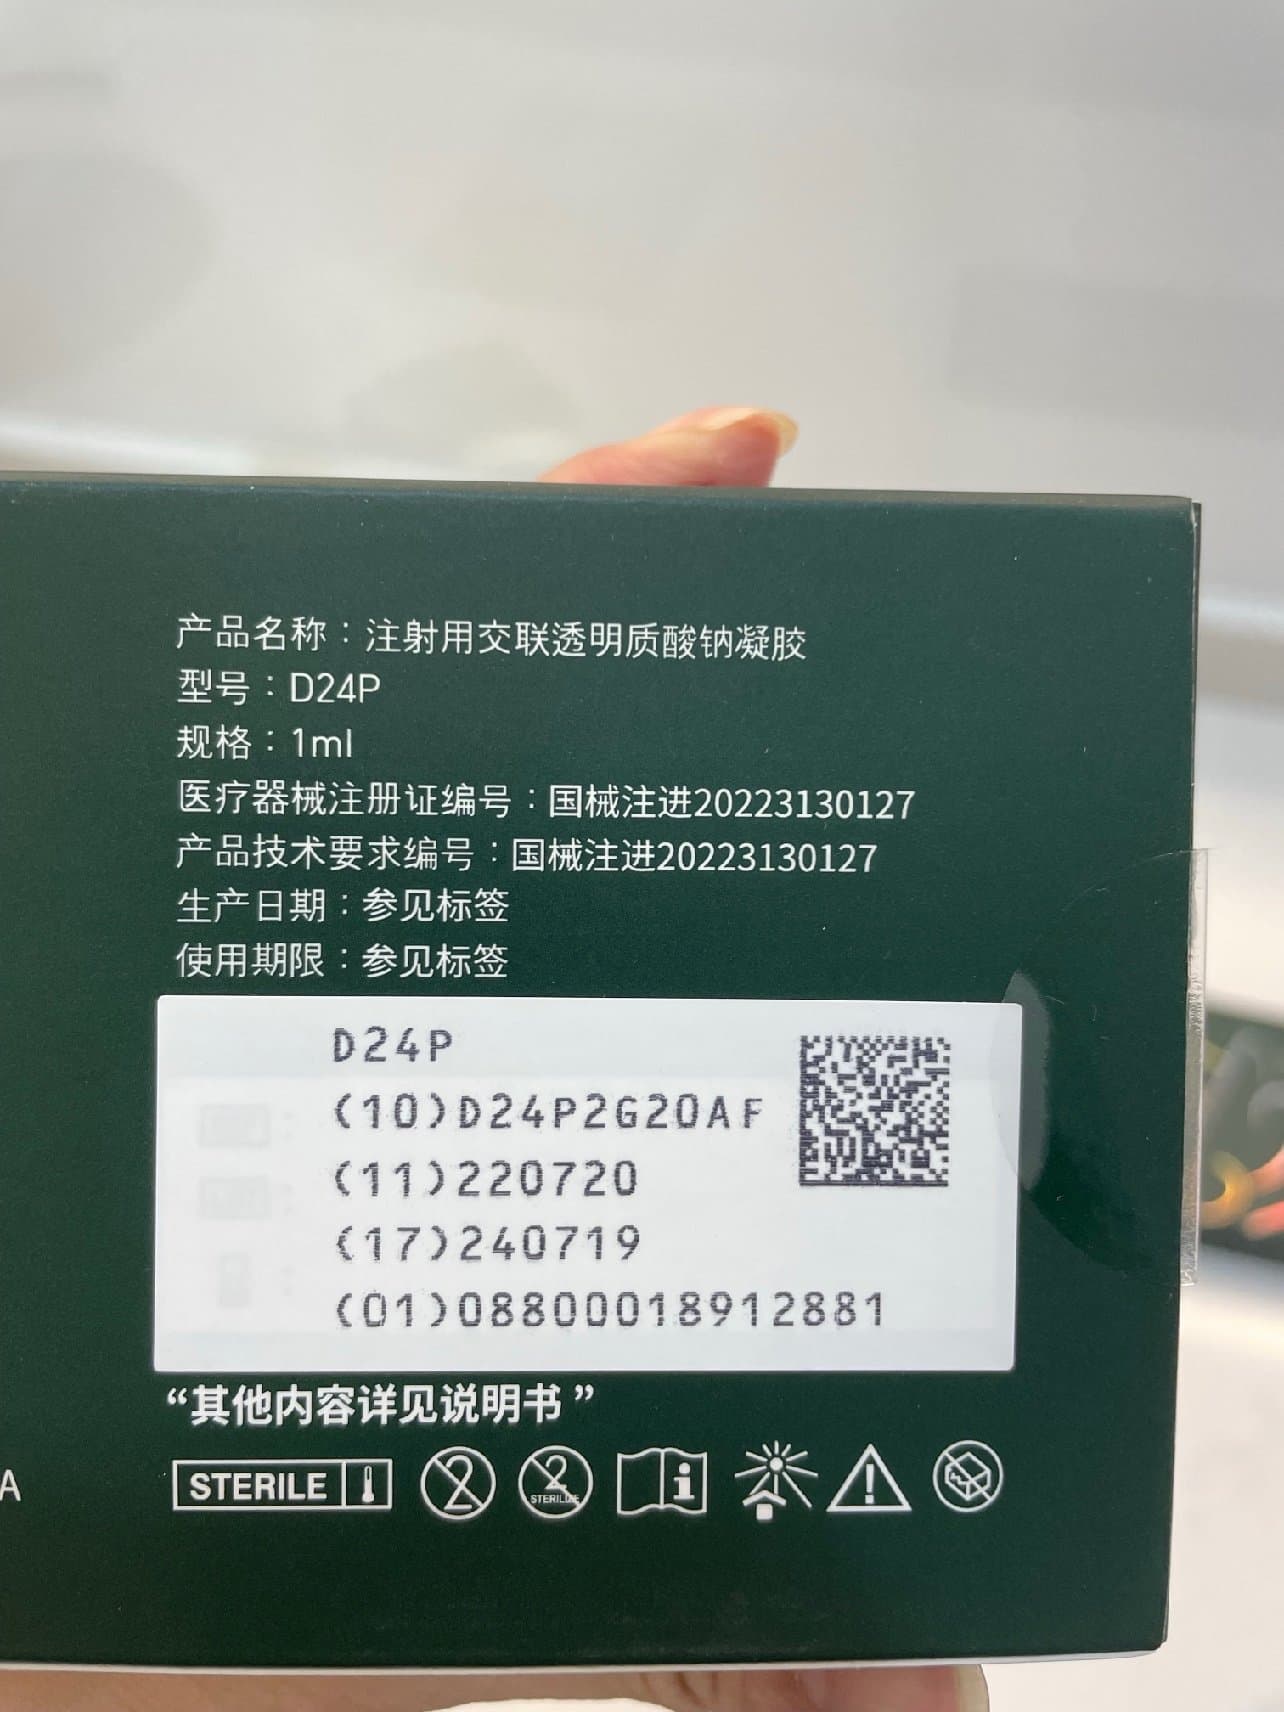 产品名称：注射用交联透明质酸钠凝胶
型号：D24P
规格：1ml
医疗器械注册证编号：国械注进20223130127
产品技术要求编号：国械注进20223130127
生产日期：参见标签
使用期限：参见标签
D24P
(10)D24P2G20AF
(11)220720
(17)240719
(01)08800018912881
“其他内容详见说明书”
A
STERILE
2
2
STERILIZE
i